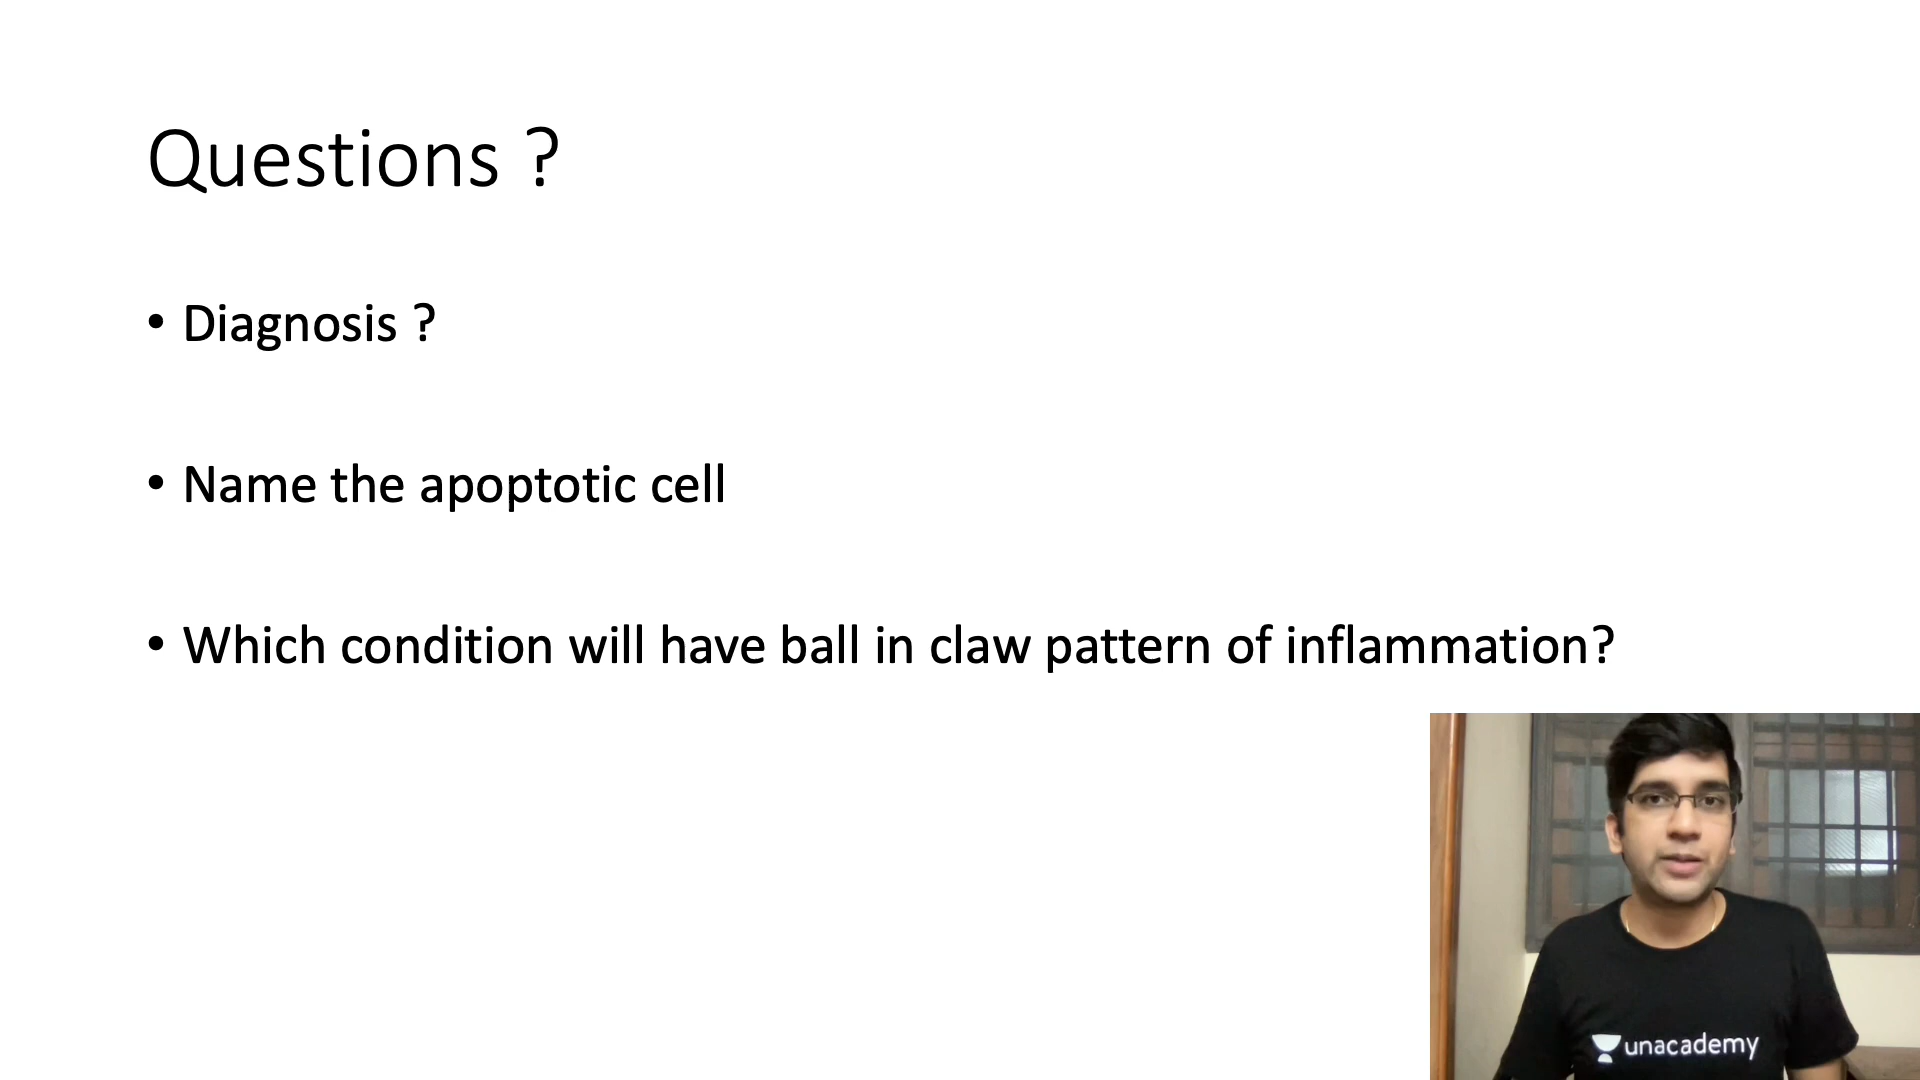 Questions ?
• Diagnosis ?
• Name the apoptotic cell
• Which condition will have ball in claw pattern of inflammation?
unacademy